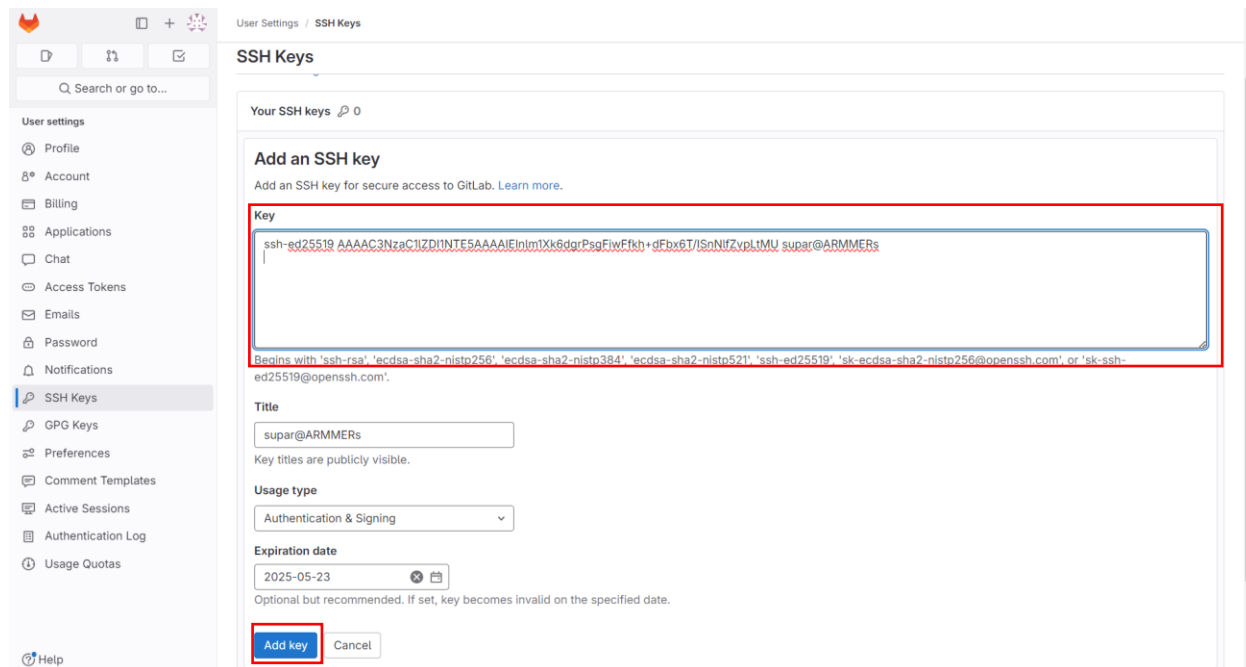 User Settings / SSH Keys
SSH Keys
Search or go to...
User settings
Profile
Account
Billing
Applications
Chat
Access Tokens
Emails
Password
Notifications
SSH Keys
GPG Keys
Preferences
Comment Templates
Active Sessions
Authentication Log
Usage Quotas
Help
Your SSH keys 0
Add an SSH key
Add an SSH key for secure access to GitLab. Learn more.
Key
ssh-ed25519 supar@ARMMERs
Begins with 'ssh-rsa', 'ecdsa-sha2-nistp256', 'ecdsa-sha2-nistp384', 'ecdsa-sha2-nistp521', 'ssh-ed25519', 'sk-ecdsa-sha2-nistp256@openssh.com', or 'sk-ssh-
ed25519@openssh.com'.
Title
supar@ARMMERs
Key titles are publicly visible.
Usage type
Authentication & Signing
Expiration date
2025-05-23
Optional but recommended. If set, key becomes invalid on the specified date.
Add key Cancel